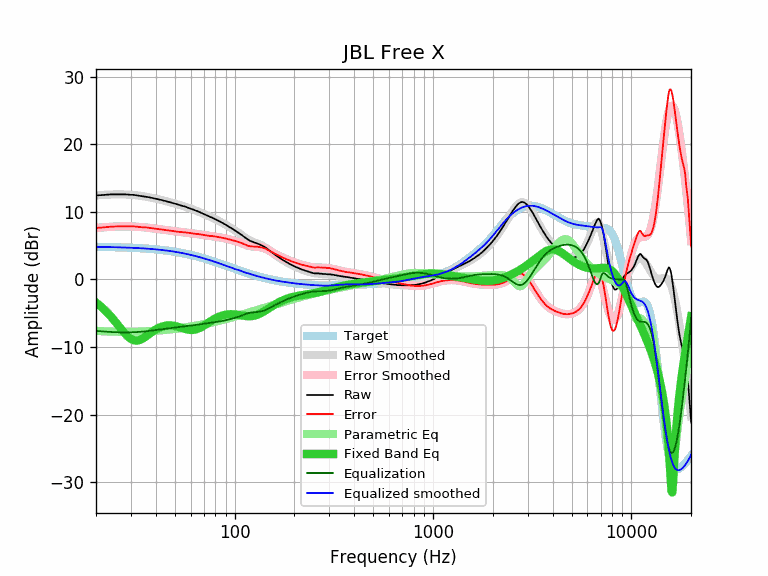 JBL Free X
Amplitude (dBr)
30
20
10
0
−10
−20
−30
Target
Raw Smoothed
Error Smoothed
Raw
Error
Parametric Eq
Fixed Band Eq
Equalization
Equalized smoothed
100
1000
10000
Frequency (Hz)